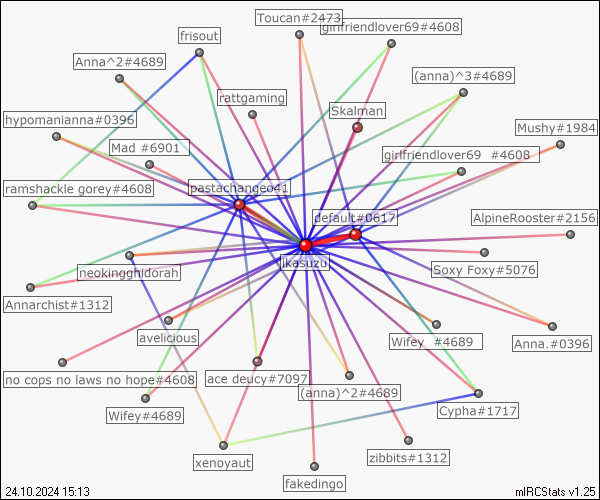 Toucan#2473
girlfriendlover69#4608
frisout
Anna^2#4689
(anna)^3#4689
rattgaming
Skalman
hypomanianna#0396
Mushy#1984
Mad #6901
girlfriendlover69 #4608
ramshackle gorey#4608
pastachange041
default#0617
AlpineRooster#2156
jkasuzu
neokingghidorah
Soxy Foxy#5076
Annarchist#1312
avelicious
Wifey #4689
Anna.#0396
no cops no laws no hope#4608
ace deucy#7097
(anna)^2#4689
Wifey#4689
Cypha#1717
xenoyaut
zibbits#1312
fakedingo
24.10.2024 15:13
mIRCStats v1.25